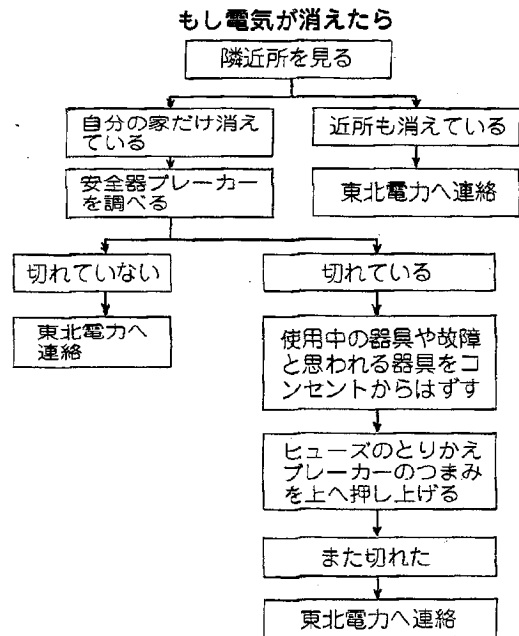 もし電気が消えたら
隣近所を見る
自分の家だけ消え
ている
近所も消えている
安全器ブレーカー
を調べる
東北電力へ連絡
切れていない
切れている
東北電力へ
連絡
使用中の器具や故障
と思われる器具をコ
ンセントからはずす
ヒューズのとりかえ
ブレーカーのつまみ
を上へ押し上げる
また切れた
東北電力へ連絡